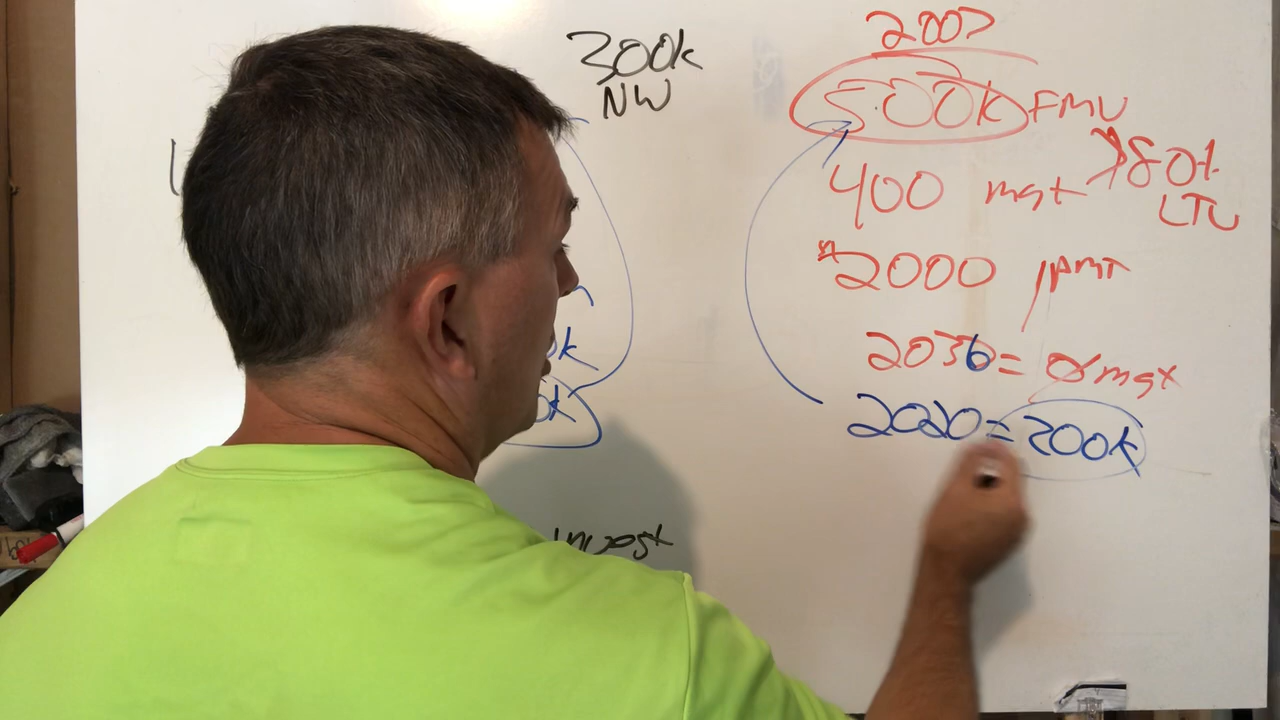 300k
NW
2007
500k FMV
400 mgt 80%
LTV
$2000 pmt
2036 = 0 mgt
2020 = 200k
invest